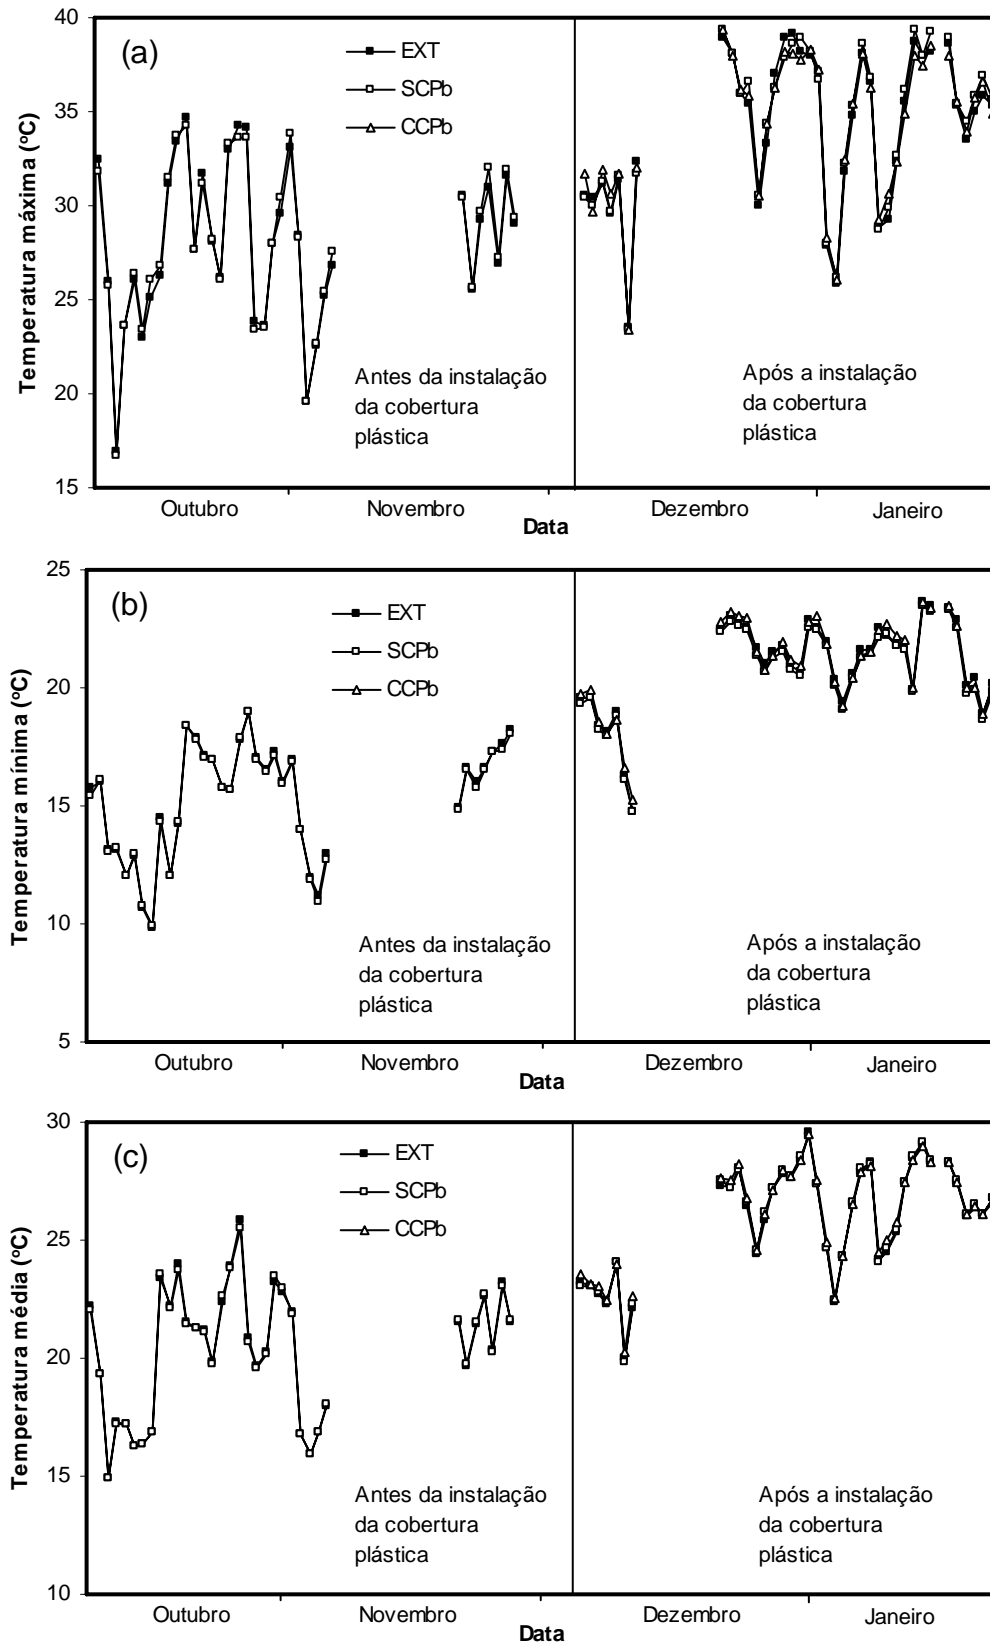 (a)
EXT
SCPb
CCPb
Temperatura máxima (ºC)
40
35
30
25
20
15
Antes da instalação
da cobertura
plástica
Após a instalação
da cobertura
plástica
Outubro
Novembro
Dezembro
Janeiro
Data
(b)
EXT
SCPb
CCPb
Temperatura mínima (ºC)
25
20
15
10
5
Antes da instalação
da cobertura
plástica
Após a instalação
da cobertura
plástica
Outubro
Novembro
Dezembro
Janeiro
Data
(c)
EXT
SCPb
CCPb
Temperatura média (ºC)
30
25
20
15
10
Antes da instalação
da cobertura
plástica
Após a instalação
da cobertura
plástica
Outubro
Novembro
Dezembro
Janeiro
Data